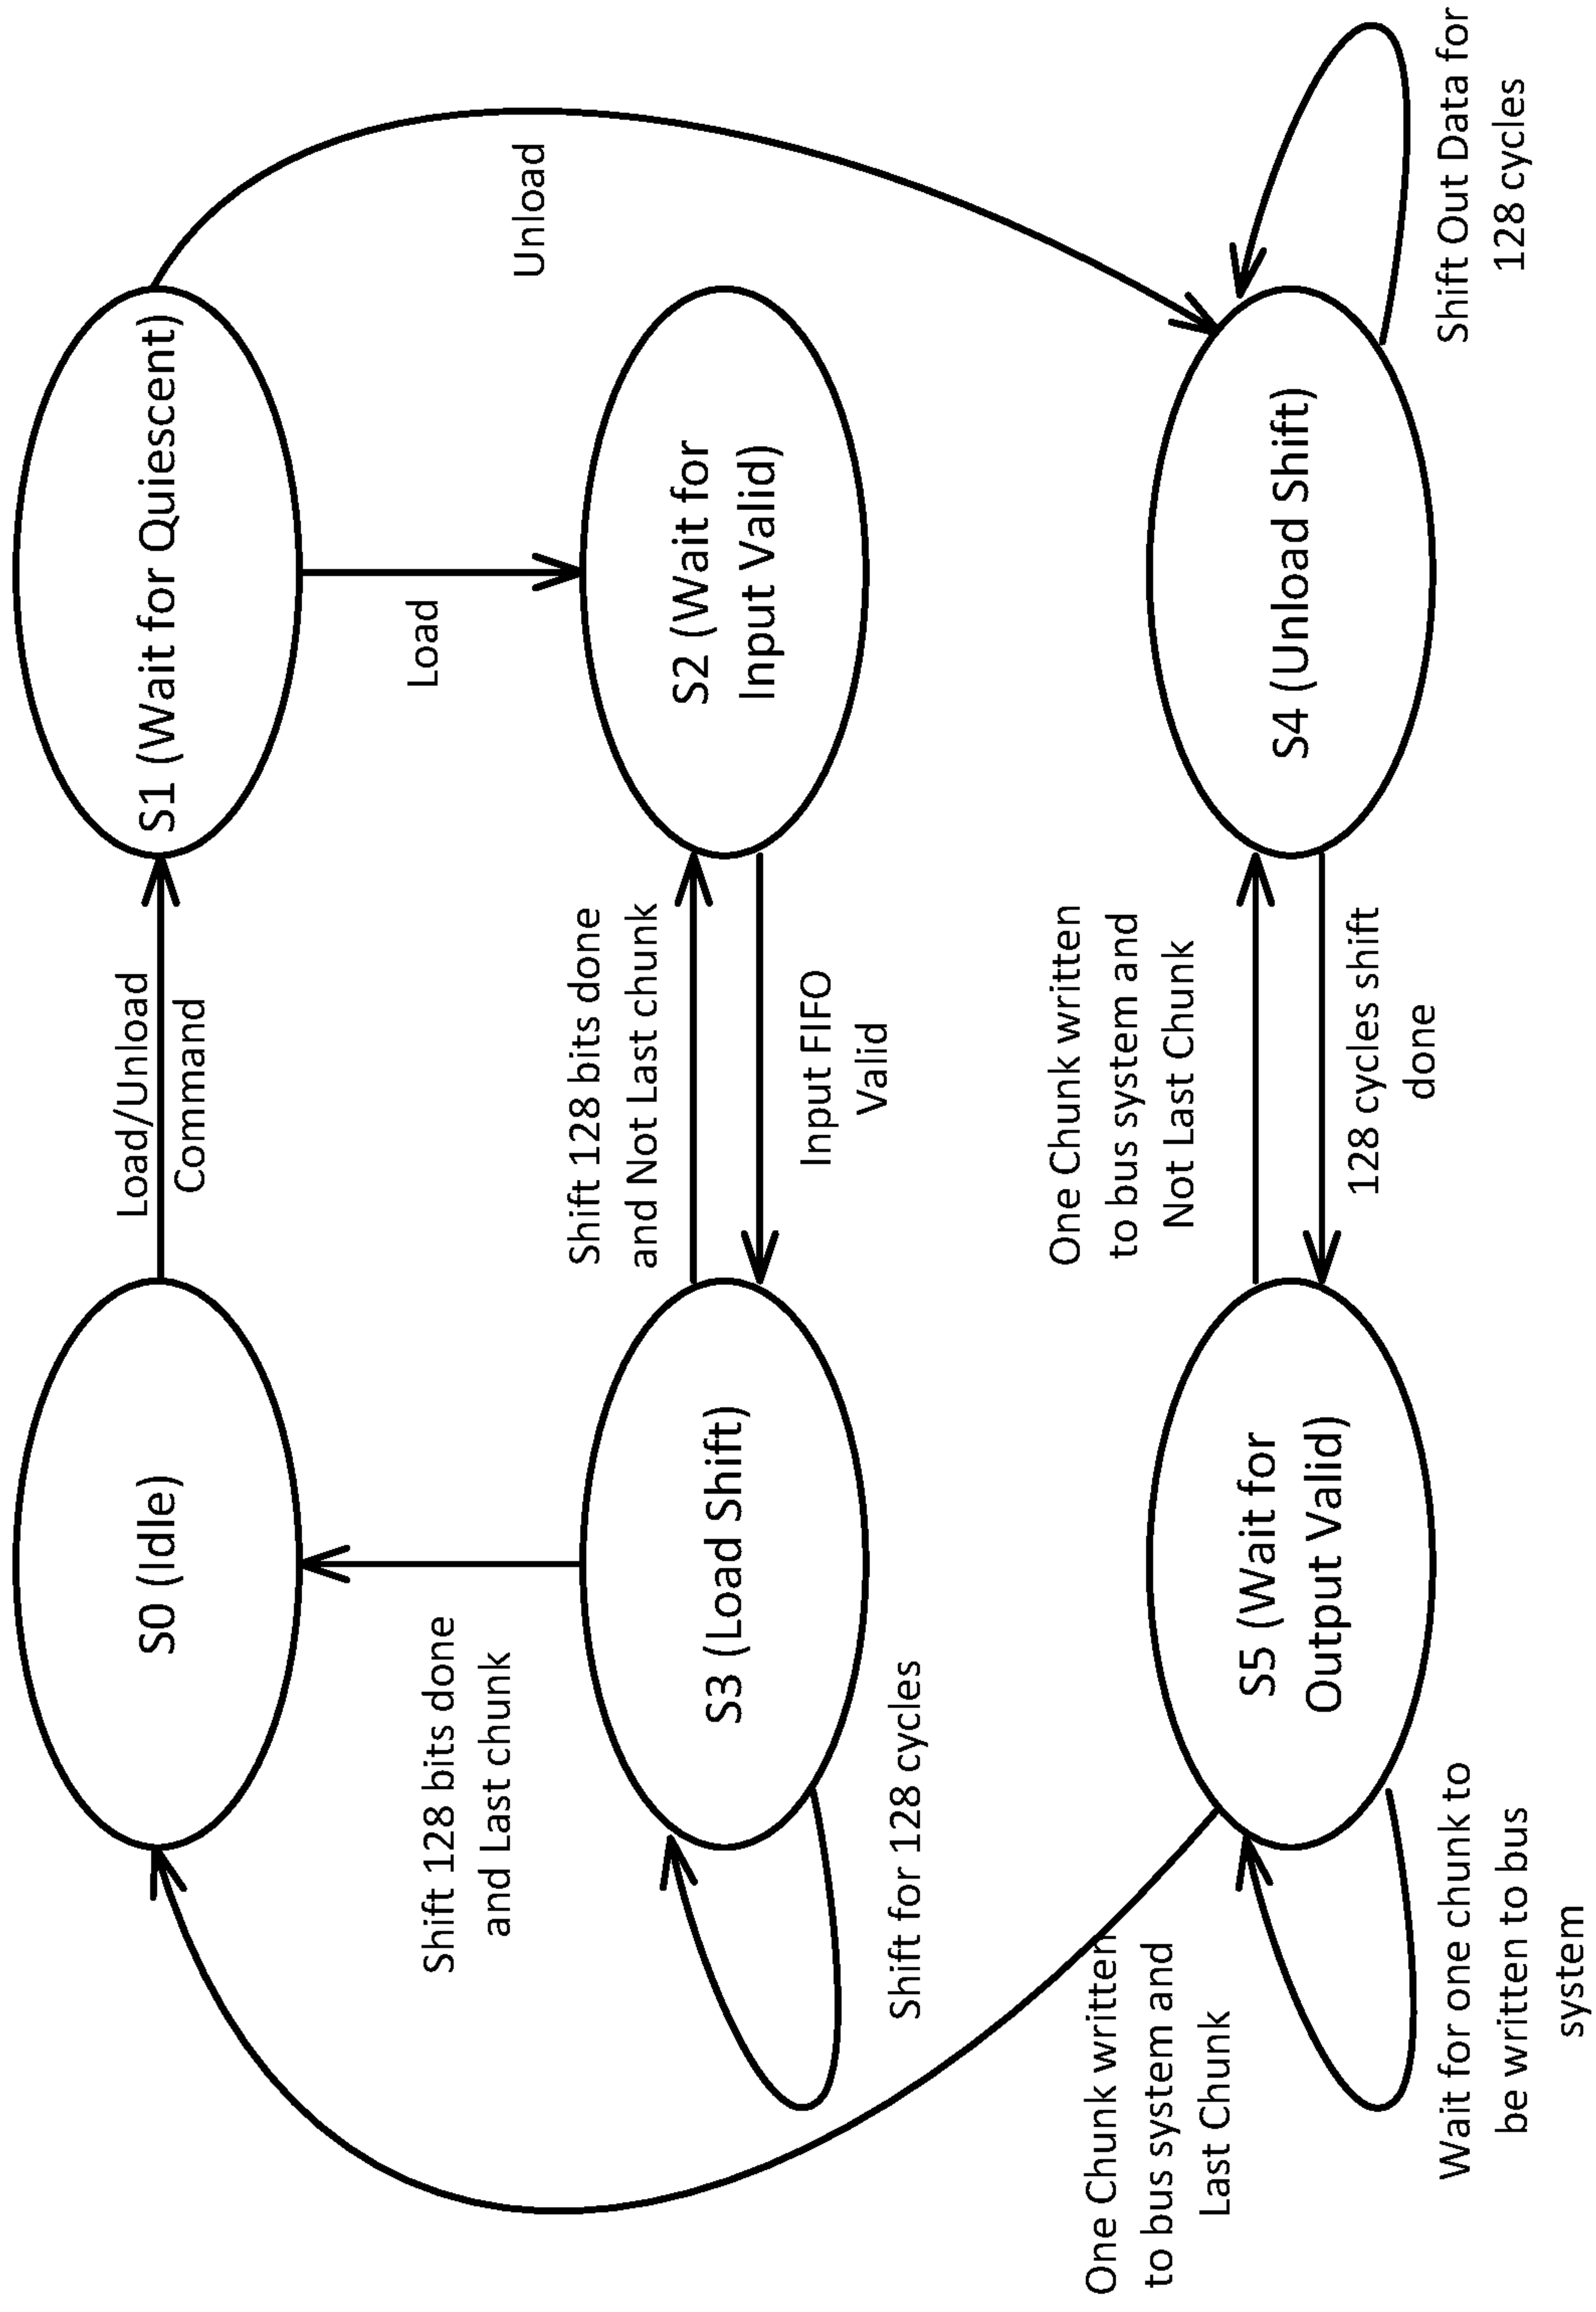 S0 (Idle)
Load/Unload
Command
S1 (Wait for Quiescent)
Shift 128 bits done
and Last chunk
Load
Unload
S3 (Load Shift)
Shift 128 bits done
and Not Last chunk
Input FIFO
Valid
S2 (Wait for
Input Valid)
Shift for 128 cycles
One Chunk written
to bus system and
Last Chunk
S5 (Wait for
Output Valid)
One Chunk written
to bus system and
Not Last Chunk
128 cycles shift
done
S4 (Unload Shift)
Wait for one chunk to
be written to bus
system
Shift Out Data for
128 cycles